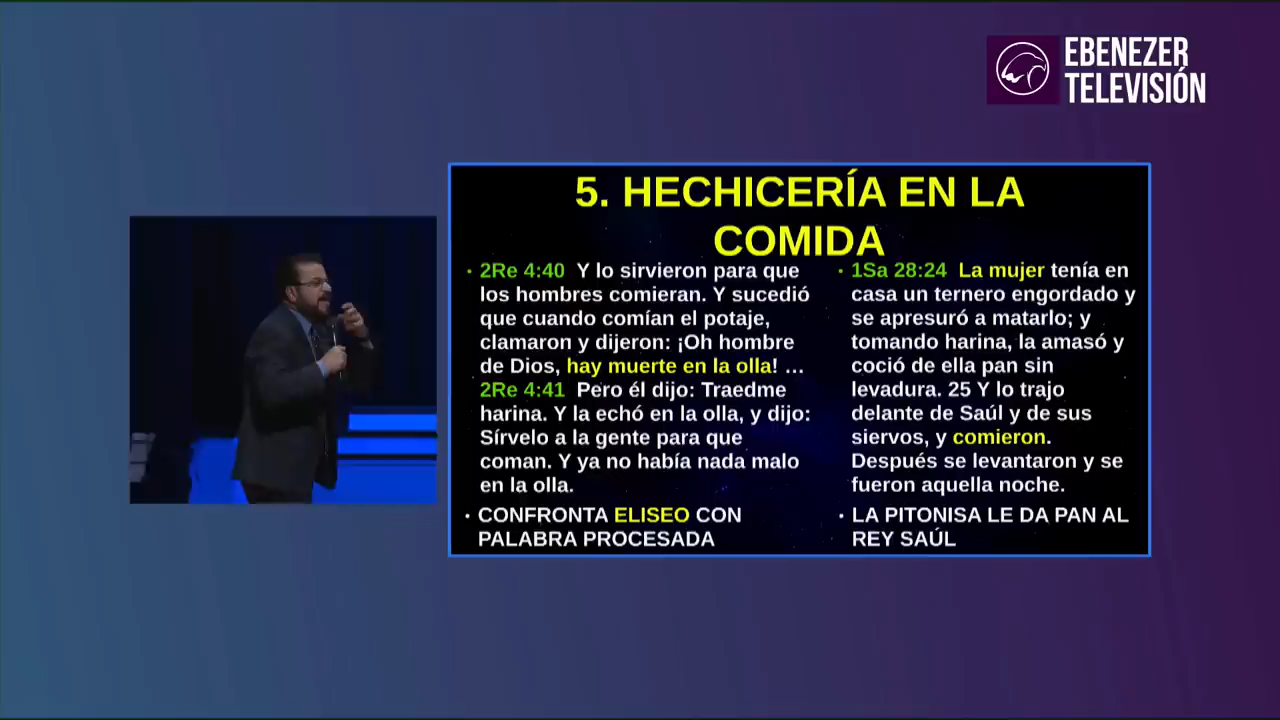 EBENEZER
TELEVISIÓN
5. HECHICERÍA EN LA
COMIDA
• 2Re 4:40 Y lo sirvieron para que
los hombres comieran. Y sucedió
que cuando comían el potaje,
clamaron y dijeron: ¡Oh hombre
de Dios, hay muerte en la olla! …
2Re 4:41 Pero él dijo: Traedme
harina. Y la echó en la olla, y dijo:
Sírvelo a la gente para que
coman. Y ya no había nada malo
en la olla.
• CONFRONTA ELISEO CON
PALABRA PROCESADA
• 1Sa 28:24 La mujer tenía en
casa un ternero engordado y
se apresuró a matarlo; y
tomando harina, la amasó y
coció de ella pan sin
levadura. 25 Y lo trajo
delante de Saúl y de sus
siervos, y comieron.
Después se levantaron y se
fueron aquella noche.
• LA PITONISA LE DA PAN AL
REY SAÚL